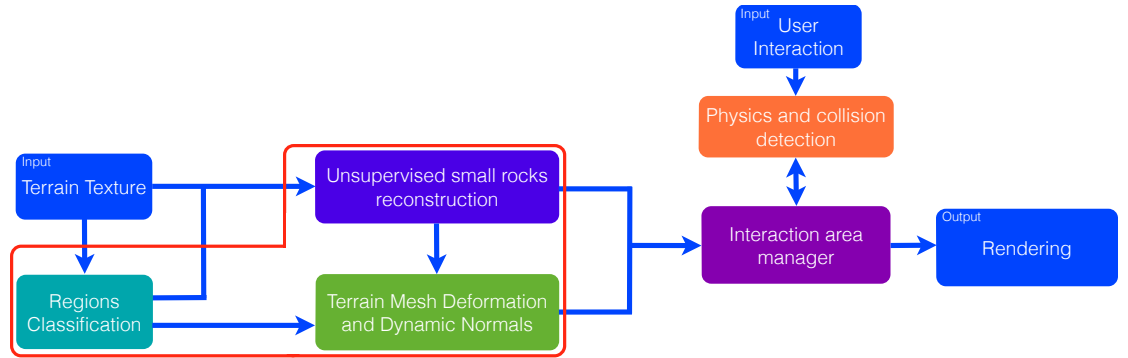 Input
User
Interaction
Physics and collision
detection
Input
Terrain Texture
Unsupervised small rocks
reconstruction
Interaction area
manager
Output
Rendering
Regions
Classification
Terrain Mesh Deformation
and Dynamic Normals